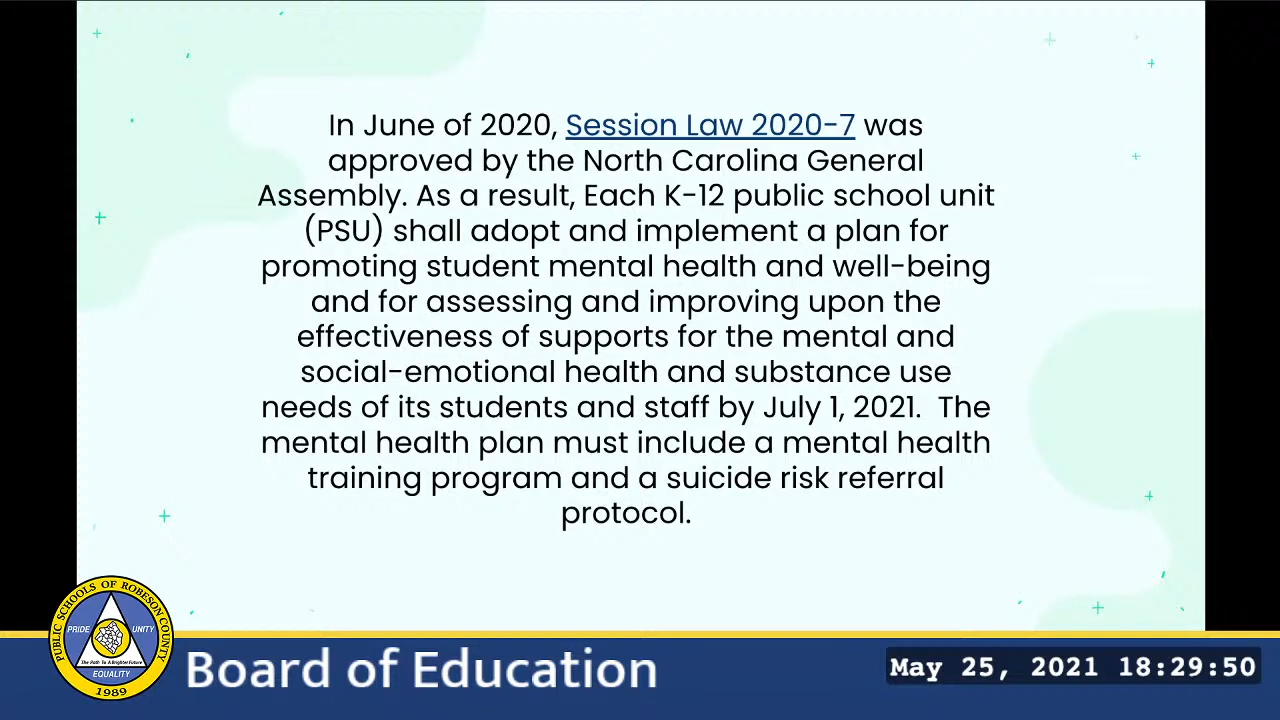 In June of 2020, Session Law 2020-7 was
approved by the North Carolina General
Assembly. As a result, Each K-12 public school unit
(PSU) shall adopt and implement a plan for
promoting student mental health and well-being
and for assessing and improving upon the
effectiveness of supports for the mental and
social-emotional health and substance use
needs of its students and staff by July 1, 2021.  The
mental health plan must include a mental health
training program and a suicide risk referral
protocol.
PUBLIC SCHOOLS OF ROBESON COUNTY
PRIDE UNITY
The Path To A Brighter Future
EQUALITY
1989
Board of Education
May 25, 2021 18:29:50